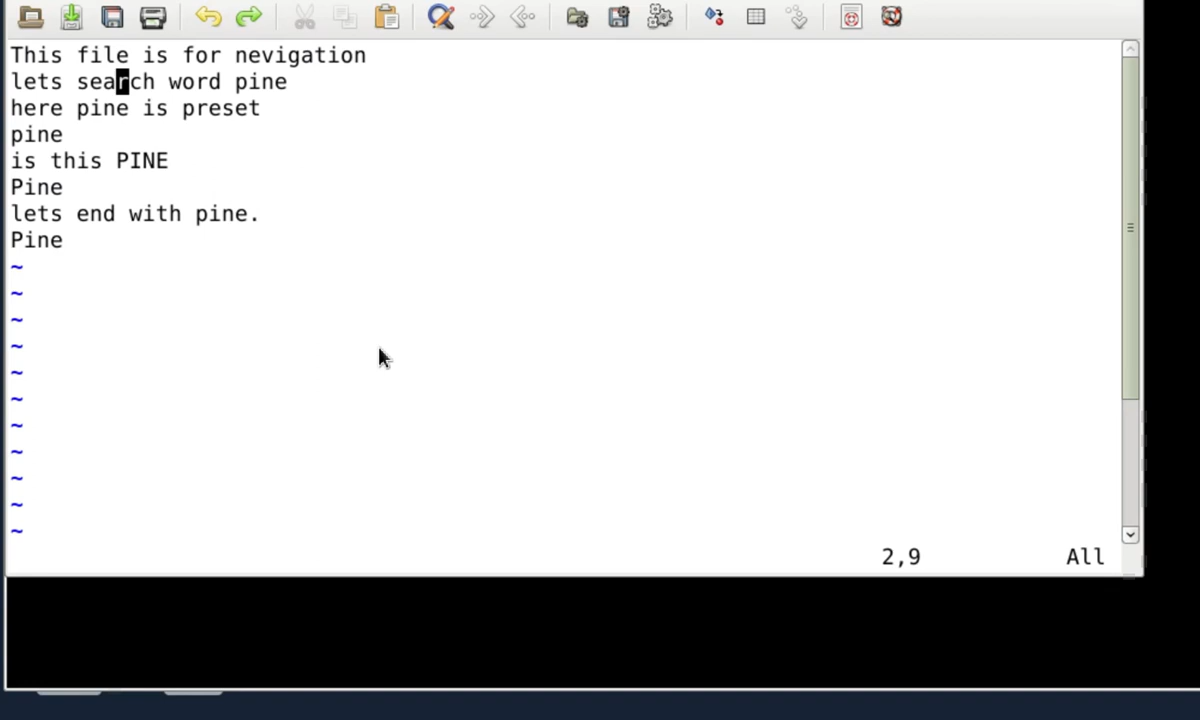 This file is for nevigation
lets search word pine
here pine is preset
pine
is this PINE
Pine
lets end with pine.
Pine
~
~
~
~
~
~
~
~
~
~
~
2,9 All